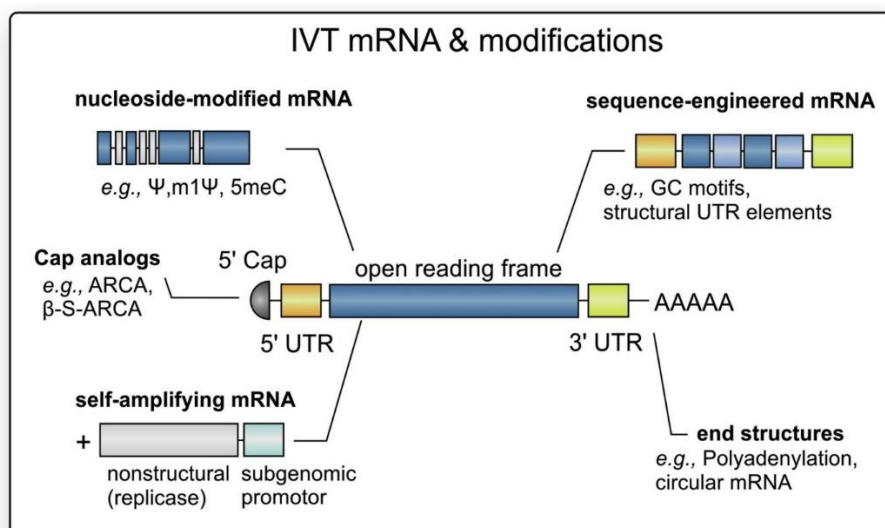 IVT mRNA & modifications
nucleoside-modified mRNA
e.g., Ψ,m1Ψ, 5meC
sequence-engineered mRNA
e.g., GC motifs,
structural UTR elements
Cap analogs
e.g., ARCA,
β-S-ARCA
5' Cap
open reading frame
AAAAA
5' UTR
3' UTR
self-amplifying mRNA
+
nonstructural
(replicase)
subgenomic
promotor
end structures
e.g., Polyadenylation,
circular mRNA